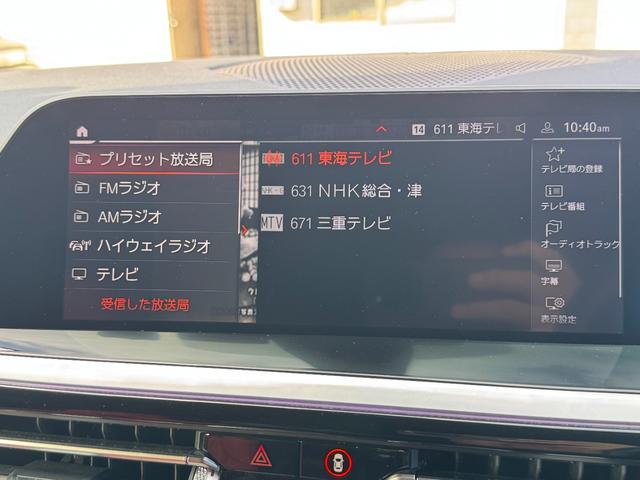 14 611 東海テレ 10:40am
プリセット放送局
FMラジオ
AMラジオ
ハイウェイラジオ
テレビ
受信した放送局
611 東海テレビ
NHK-G 631 NHK総合・津
MTV 671 三重テレビ
テレビ局の登録
テレビ番組
オーディオトラック
字幕
表示設定